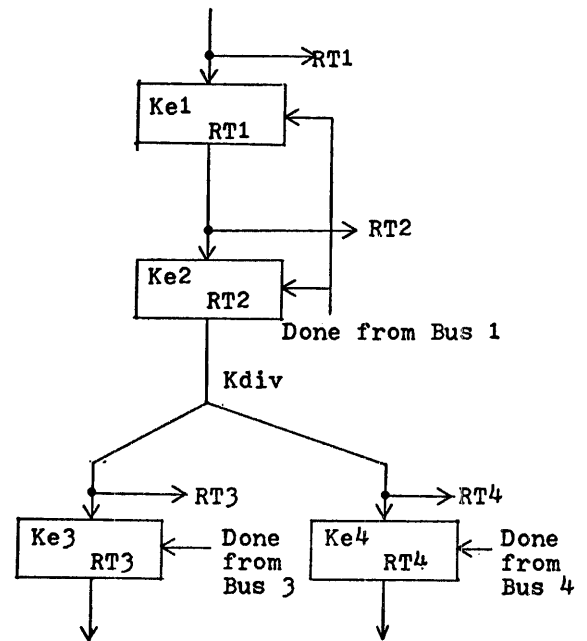 RT1
Ke1
RT1
RT2
Ke2
RT2
Done from Bus 1
Kdiv
RT3
RT4
Ke3
RT3
Done
from
Bus 3
Ke4
RT4
Done
from
Bus 4